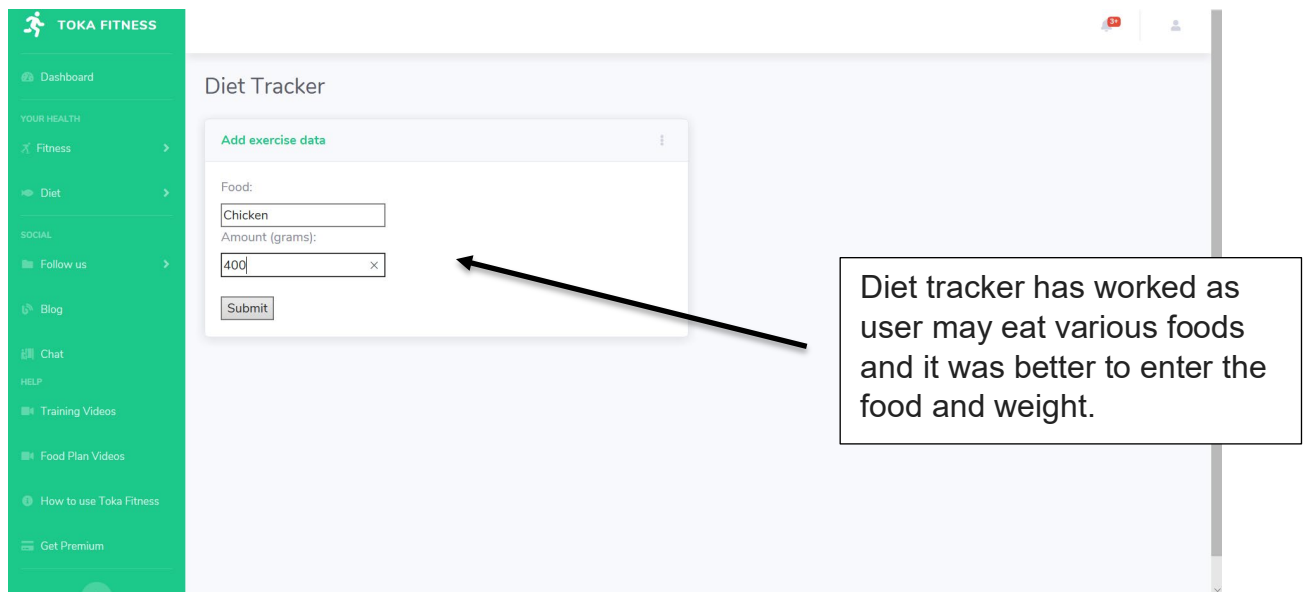 TOKA FITNESS
3+
Dashboard
Diet Tracker
YOUR HEALTH
Add exercise data
Fitness
Food:
Diet
Chicken
Amount (grams):
SOCIAL
Follow us
400
Submit
Blog
Chat
HELP
Training Videos
Food Plan Videos
How to use Toka Fitness
Get Premium
Diet tracker has worked as
user may eat various foods
and it was better to enter the
food and weight.